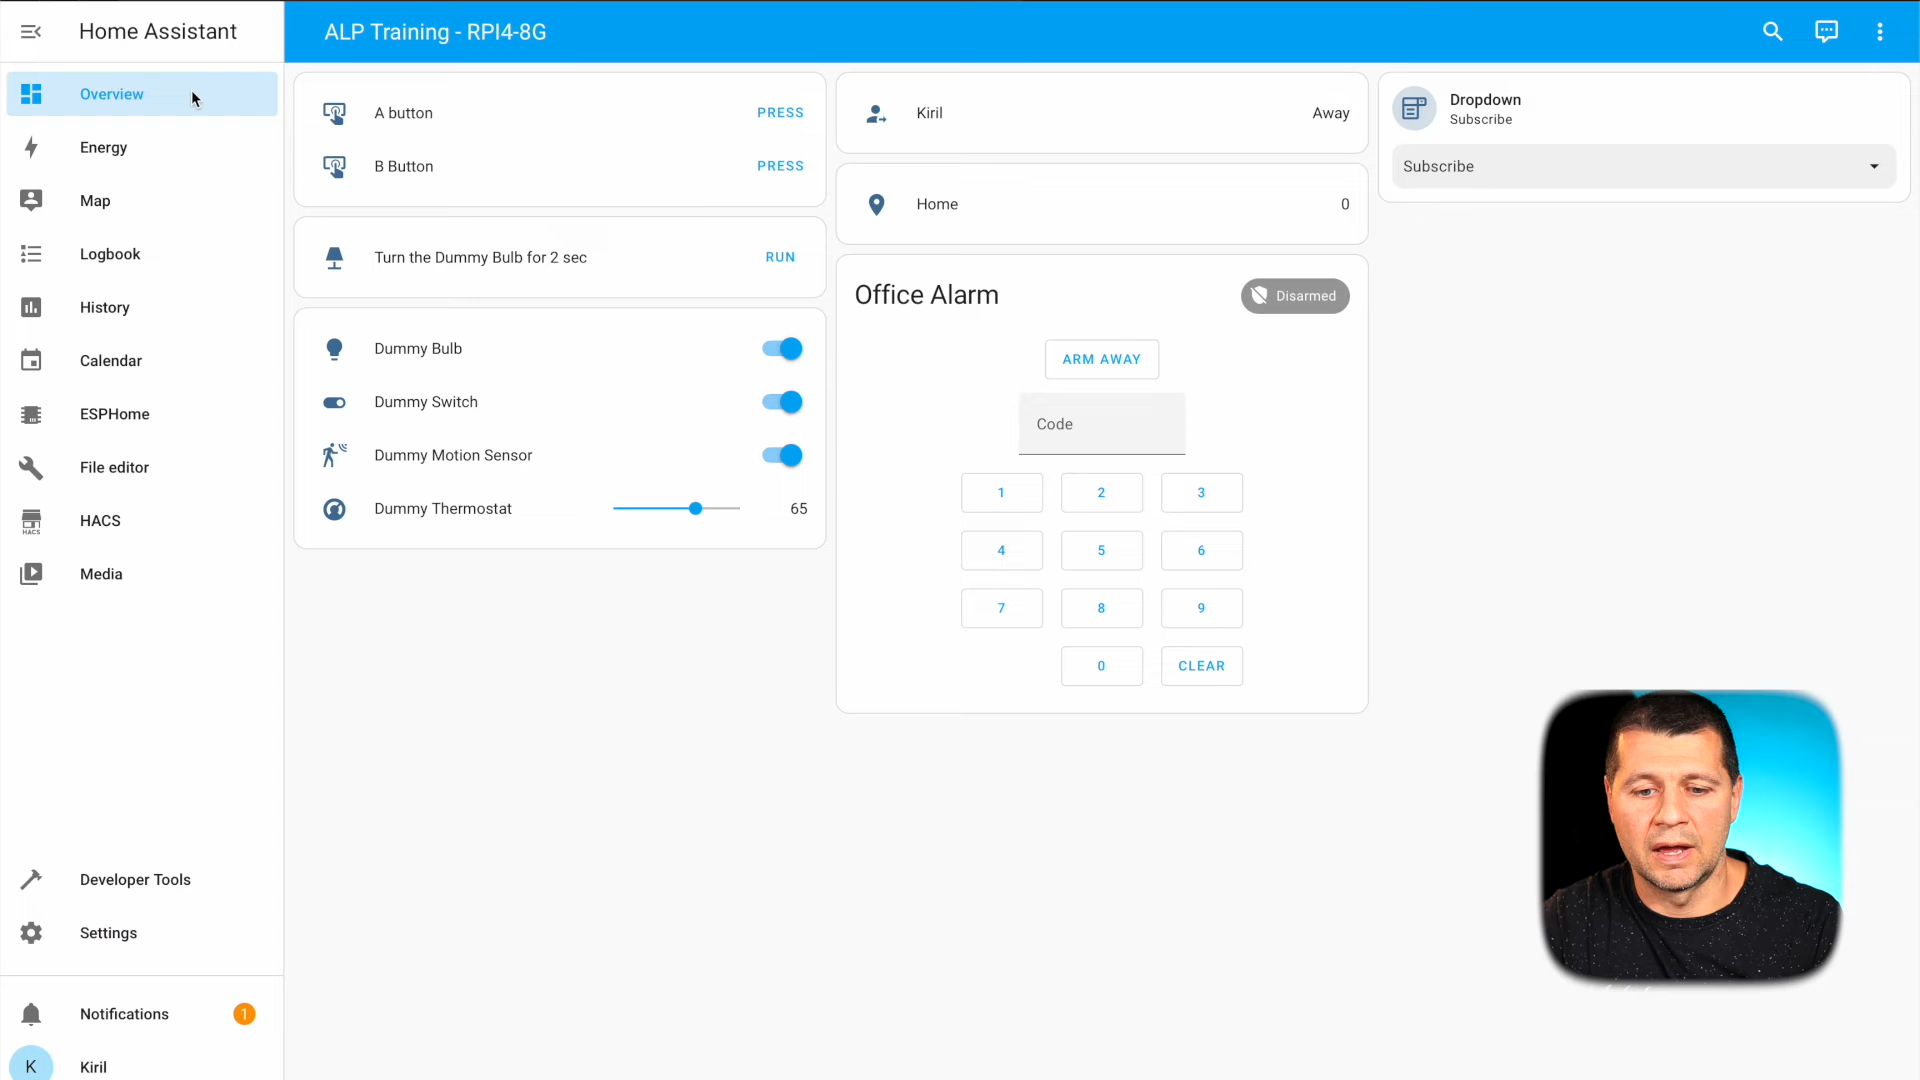 Home Assistant
ALP Training - RPI4-8G
Overview
Energy
Map
Logbook
History
Calendar
ESPHome
File editor
HACS
HACS
Media
Developer Tools
Settings
Notifications
1
K
Kiril
A button
PRESS
B Button
PRESS
Turn the Dummy Bulb for 2 sec
RUN
Dummy Bulb
Dummy Switch
Dummy Motion Sensor
Dummy Thermostat
65
Kiril
Away
Home
0
Office Alarm
Disarmed
ARM AWAY
Code
1
2
3
4
5
6
7
8
9
0
CLEAR
Dropdown
Subscribe
Subscribe